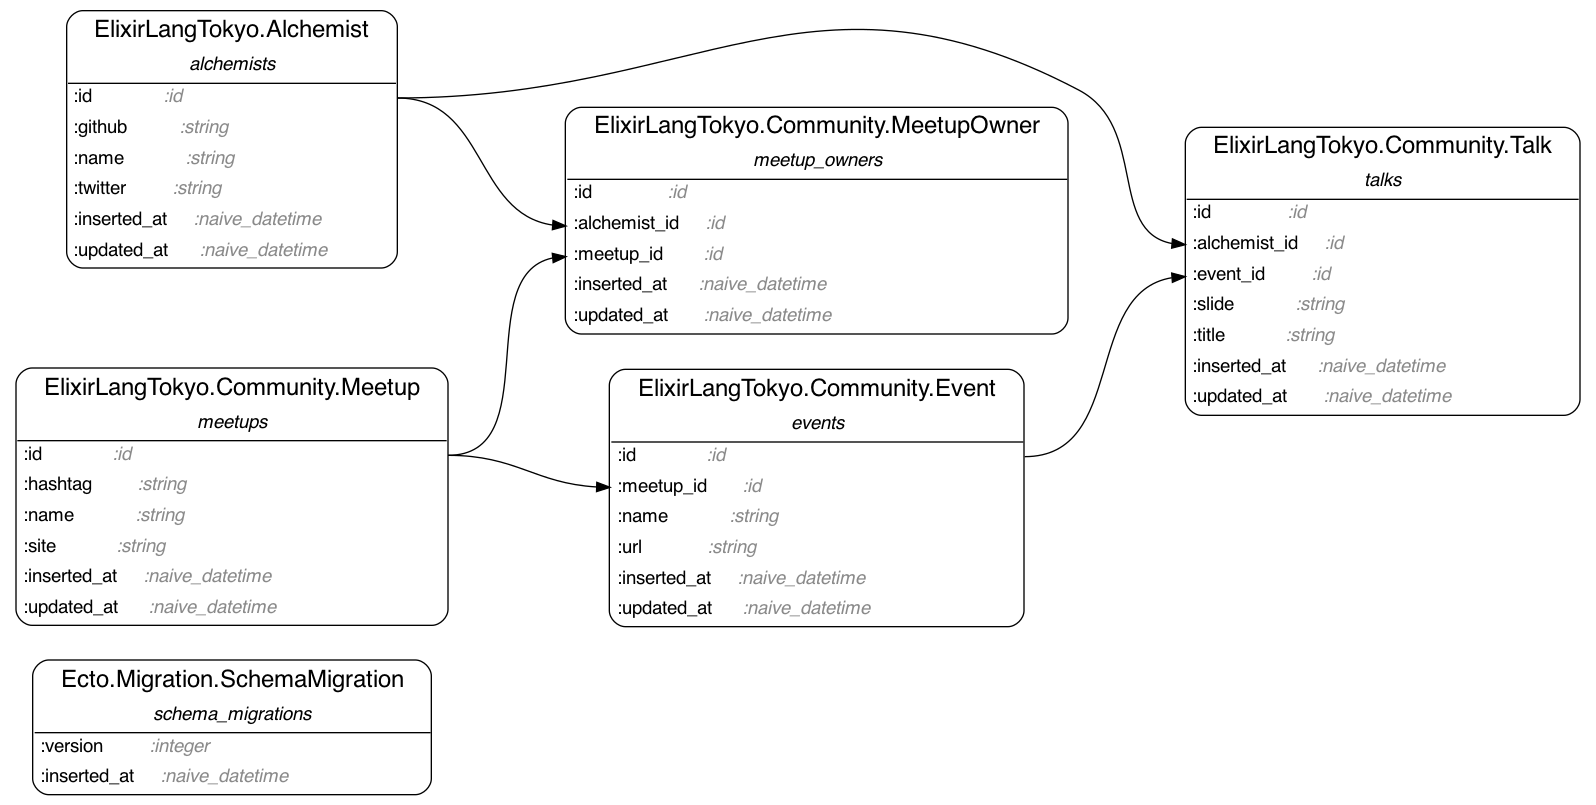 ElixirLangTokyo.Alchemist
alchemists
:id :id
:github :string
:name :string
:twitter :string
:inserted_at :naive_datetime
:updated_at :naive_datetime
ElixirLangTokyo.Community.MeetupOwner
meetup_owners
:id :id
:alchemist_id :id
:meetup_id :id
:inserted_at :naive_datetime
:updated_at :naive_datetime
ElixirLangTokyo.Community.Talk
talks
:id :id
:alchemist_id :id
:event_id :id
:slide :string
:title :string
:inserted_at :naive_datetime
:updated_at :naive_datetime
ElixirLangTokyo.Community.Meetup
meetups
:id :id
:hashtag :string
:name :string
:site :string
:inserted_at :naive_datetime
:updated_at :naive_datetime
ElixirLangTokyo.Community.Event
events
:id :id
:meetup_id :id
:name :string
:url :string
:inserted_at :naive_datetime
:updated_at :naive_datetime
Ecto.Migration.SchemaMigration
schema_migrations
:version :integer
:inserted_at :naive_datetime